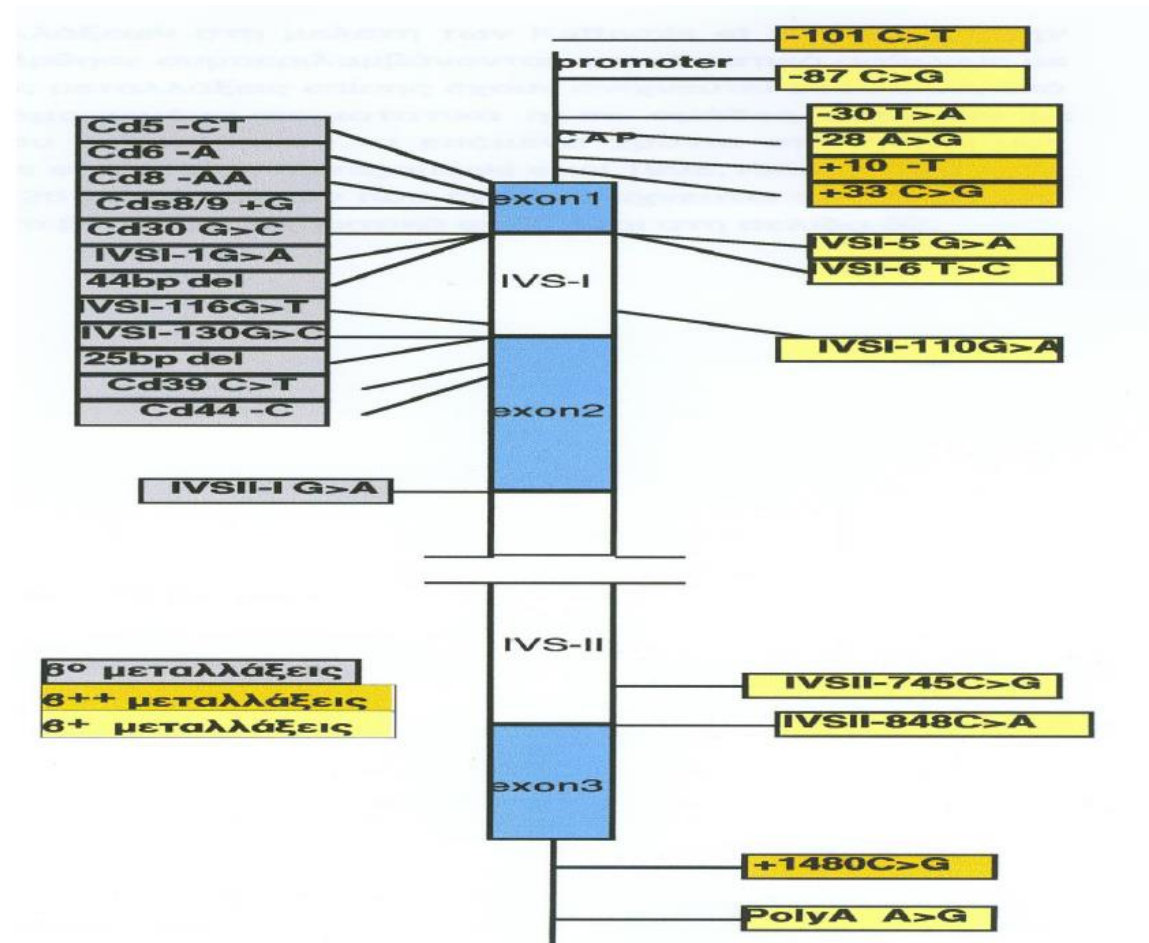 -101 C>T
promoter
-87 C>G
-30 T>A
CAP
-28 A>G
+10 -T
+33 C>G
Cd5 -CT
Cd6 -A
Cd8 -AA
Cds8/9 +G
Cd30 G>C
IVSI-1G>A
44bp del
IVSI-116G>T
IVSI-130G>C
25bp del
Cd39 C>T
Cd44 -C
exon1
IVS-I
IVSI-5 G>A
IVSI-6 T>C
IVSI-110G>A
exon2
IVSII-I G>A
IVS-II
β° μεταλλάξεις
β++ μεταλλάξεις
β+ μεταλλάξεις
IVSII-745C>G
IVSII-848C>A
exon3
+1480C>G
PolyA A>G